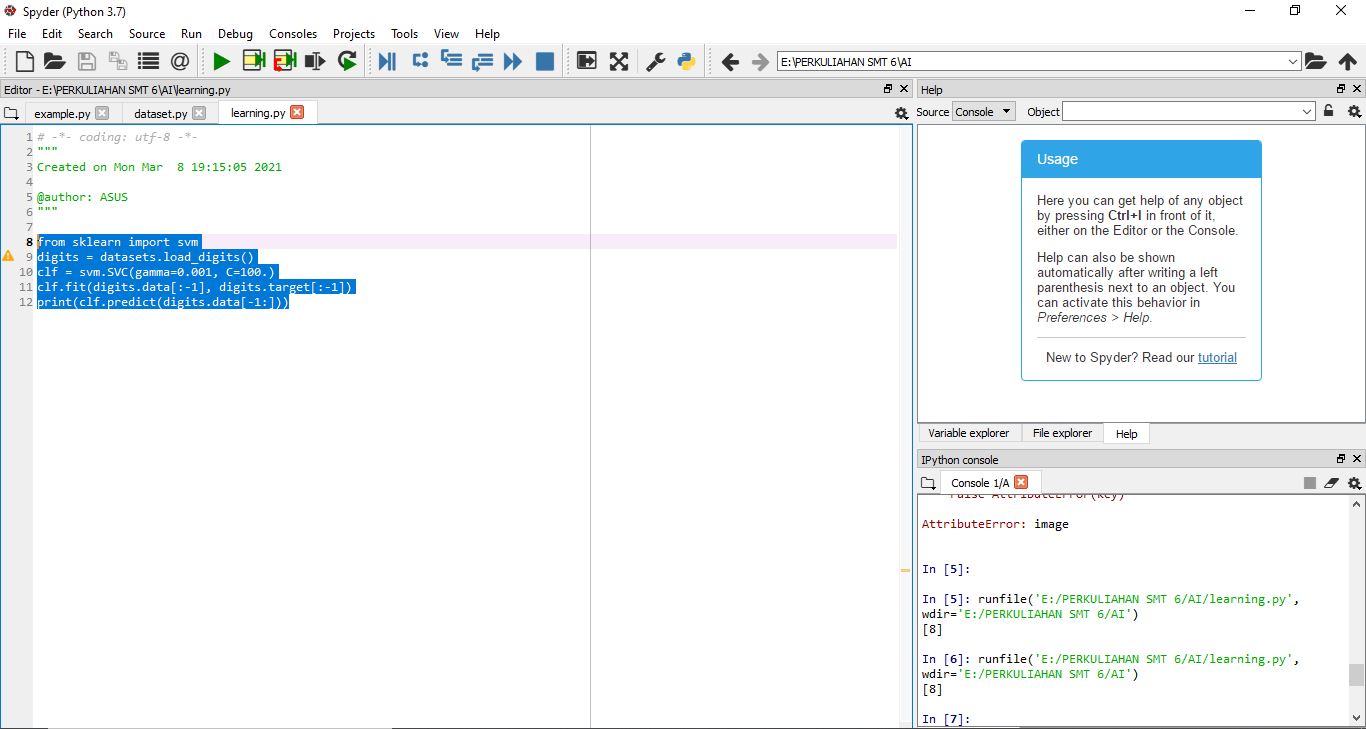 Spyder (Python 3.7)
File Edit Search Source Run Debug Consoles Projects Tools View Help
E:\PERKULIAHAN SMT 6\AI
Editor - E:\PERKULIAHAN SMT 6\AI\learning.py
example.py dataset.py learning.py
1 # -*- coding: utf-8 -*-
2 """
3 Created on Mon Mar  8 19:15:05 2021
4
5 @author: ASUS
6 """
7
8 from sklearn import svm
9 digits = datasets.load_digits()
10 clf = svm.SVC(gamma=0.001, C=100.)
11 clf.fit(digits.data[:-1], digits.target[:-1])
12 print(clf.predict(digits.data[-1:]))
Help
Source Console Object
Usage
Here you can get help of any object
by pressing Ctrl+I in front of it,
either on the Editor or the Console.
Help can also be shown
automatically after writing a left
parenthesis next to an object. You
can activate this behavior in
Preferences > Help.
New to Spyder? Read our tutorial
Variable explorer File explorer Help
IPython console
Console 1/A
raise AttributeError(key)
AttributeError: image
In [5]:
In [5]: runfile('E:/PERKULIAHAN SMT 6/AI/learning.py',
wdir='E:/PERKULIAHAN SMT 6/AI')
[8]
In [6]: runfile('E:/PERKULIAHAN SMT 6/AI/learning.py',
wdir='E:/PERKULIAHAN SMT 6/AI')
[8]
In [7]: